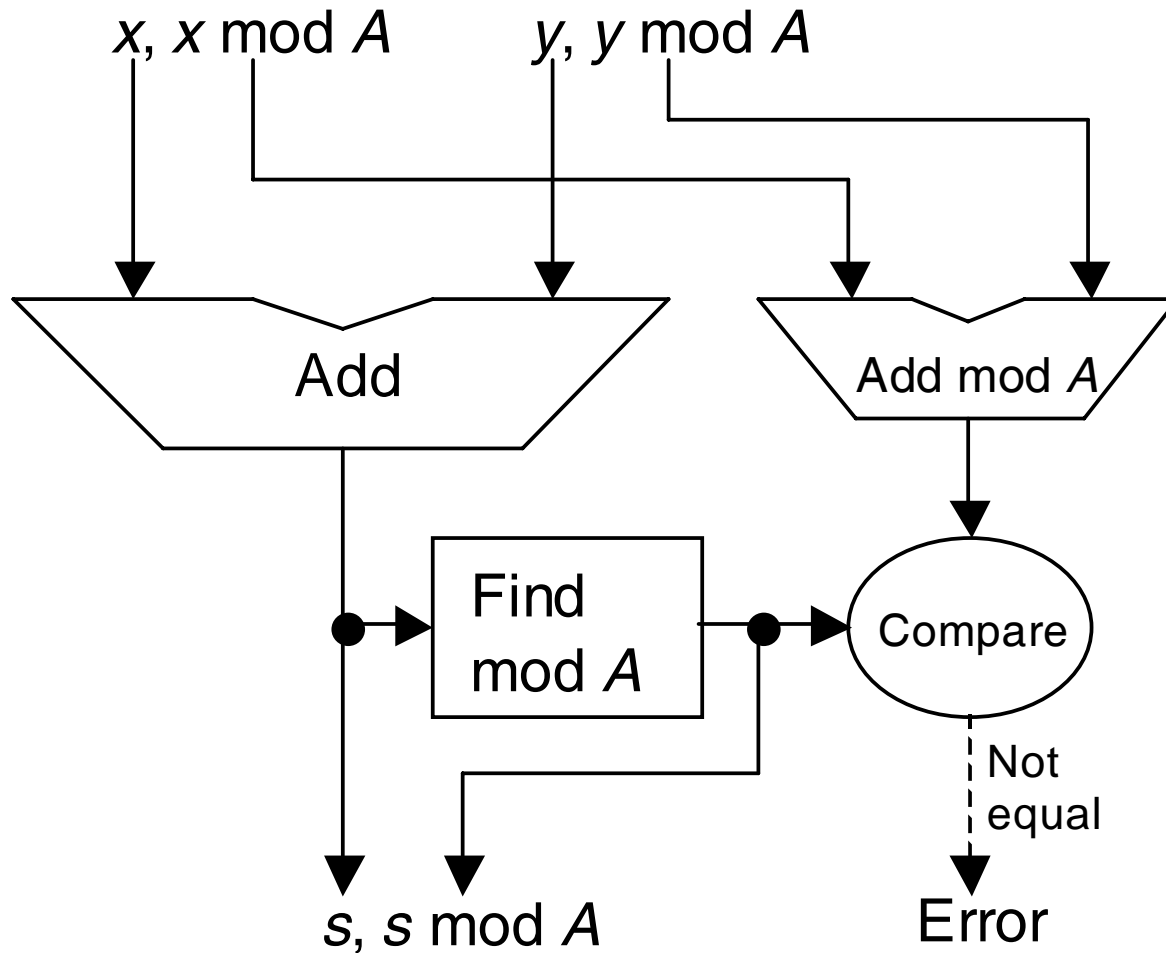 x, x mod A
y, y mod A
Add
Add mod A
Find
mod A
Compare
Not
equal
s, s mod A
Error